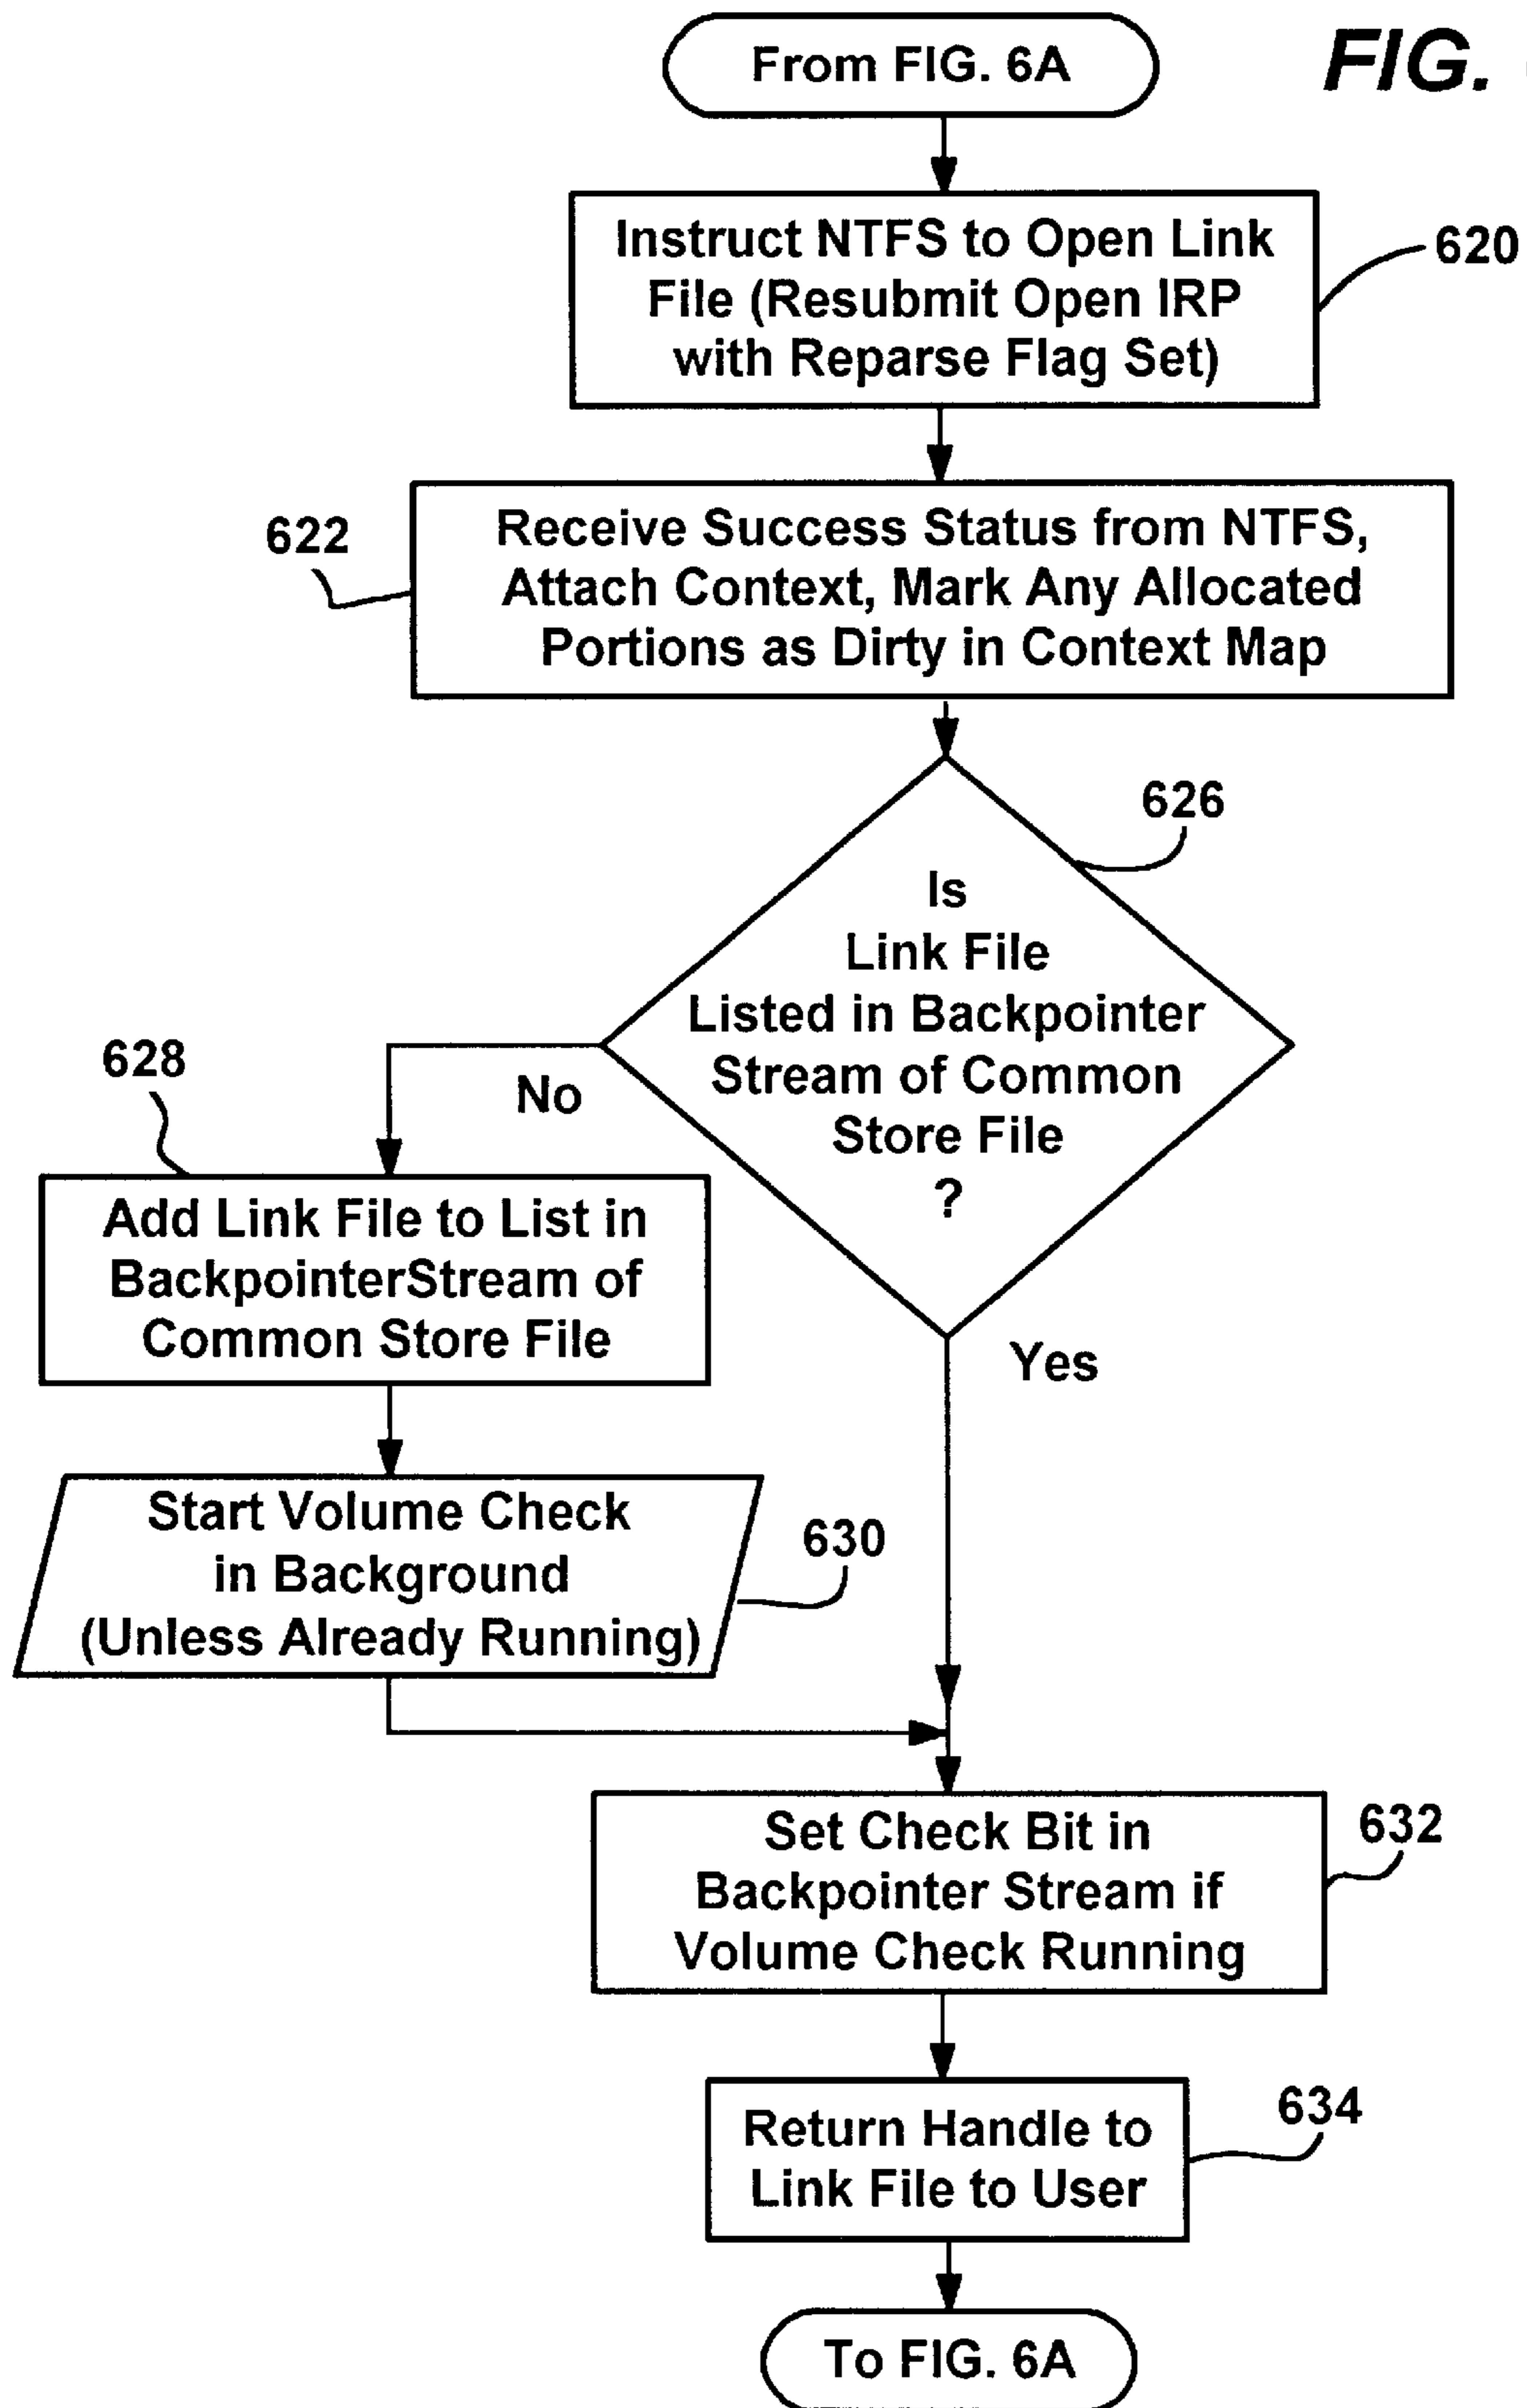 From FIG. 6A
FIG.
Instruct NTFS to Open Link
File (Resubmit Open IRP
with Reparse Flag Set)
620
622
Receive Success Status from NTFS,
Attach Context, Mark Any Allocated
Portions as Dirty in Context Map
626
Is
Link File
Listed in Backpointer
Stream of Common
Store File
?
628
No
Add Link File to List in
BackpointerStream of
Common Store File
Yes
Start Volume Check
in Background
(Unless Already Running)
630
Set Check Bit in
Backpointer Stream if
Volume Check Running
632
Return Handle to
Link File to User
634
To FIG. 6A